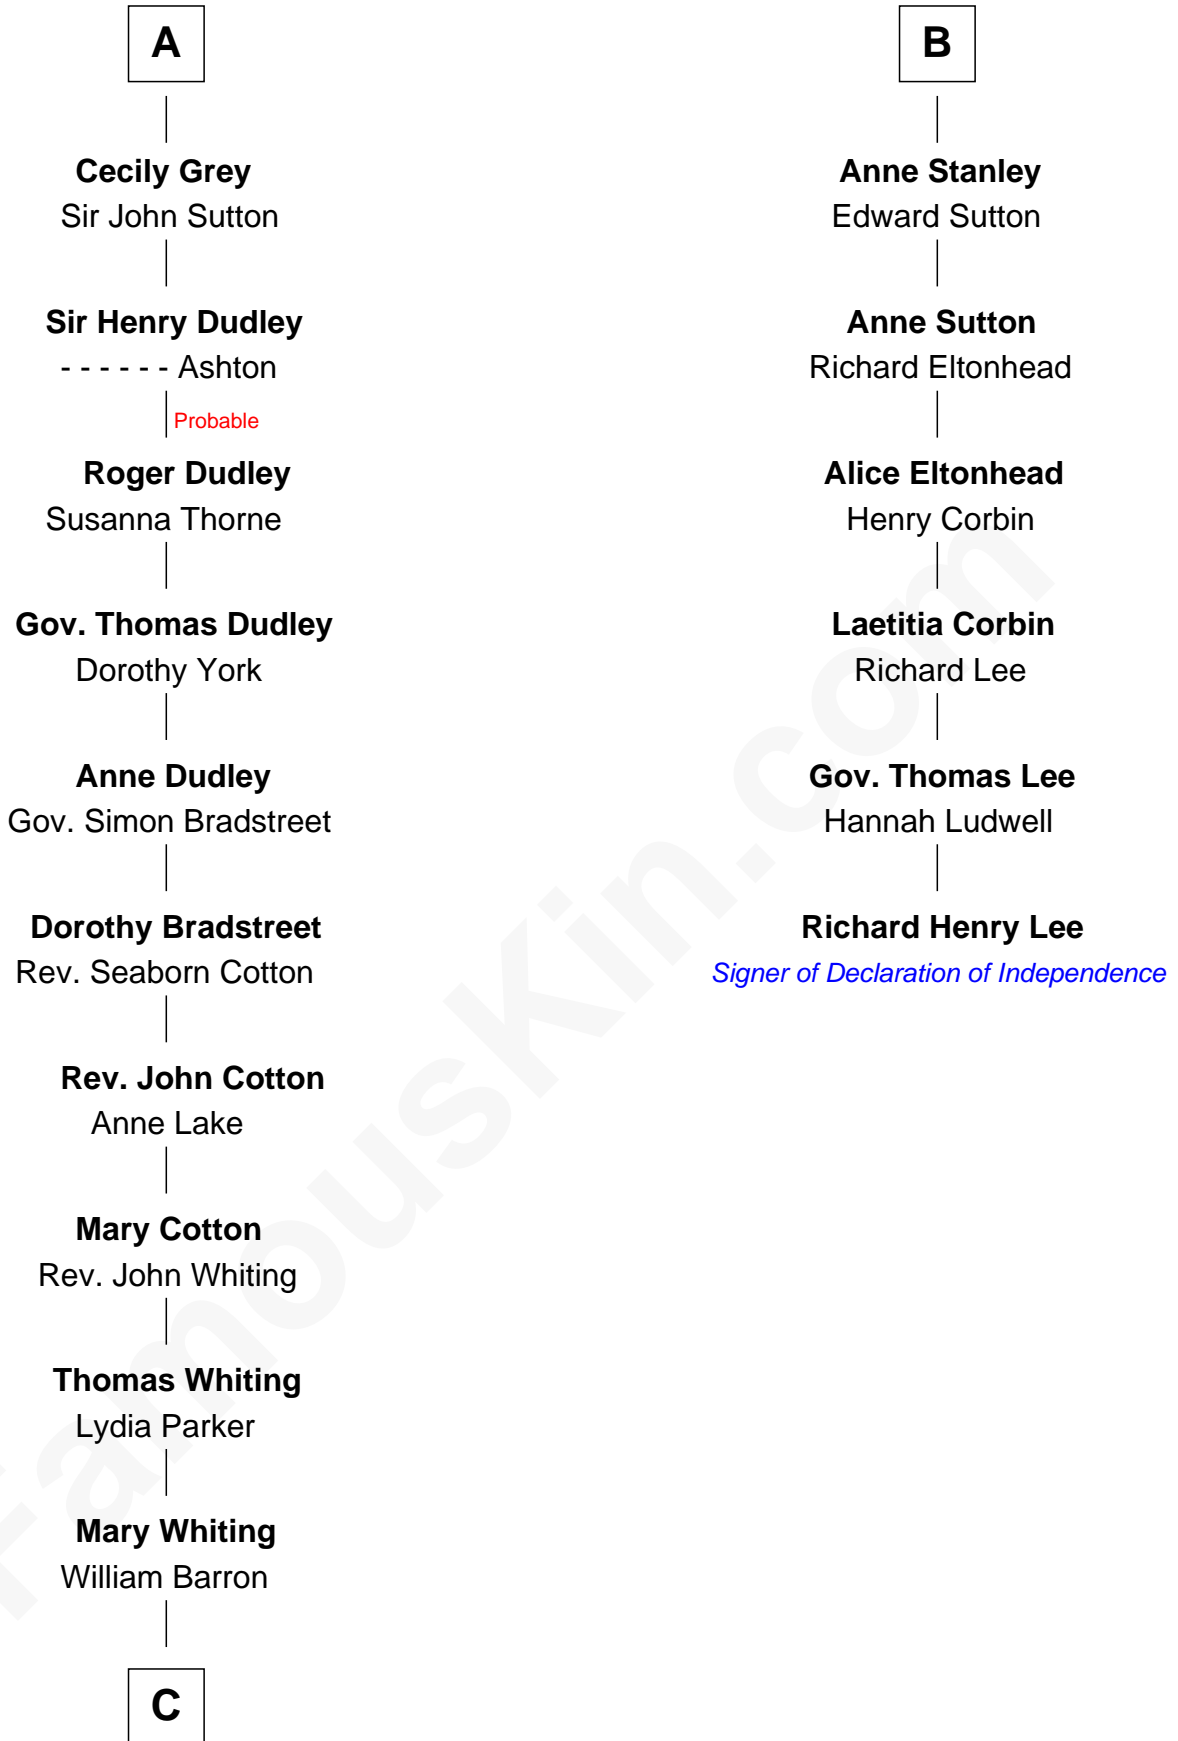 A
Cecily Grey
Sir John Sutton
Sir Henry Dudley
- - - - - - Ashton
Probable
Roger Dudley
Susanna Thorne
Gov. Thomas Dudley
Dorothy York
Anne Dudley
Gov. Simon Bradstreet
Dorothy Bradstreet
Rev. Seaborn Cotton
Rev. John Cotton
Anne Lake
Mary Cotton
Rev. John Whiting
Thomas Whiting
Lydia Parker
Mary Whiting
William Barron
C
B
Anne Stanley
Edward Sutton
Anne Sutton
Richard Eltonhead
Alice Eltonhead
Henry Corbin
Laetitia Corbin
Richard Lee
Gov. Thomas Lee
Hannah Ludwell
Richard Henry Lee
Signer of Declaration of Independence
FamousKin.com